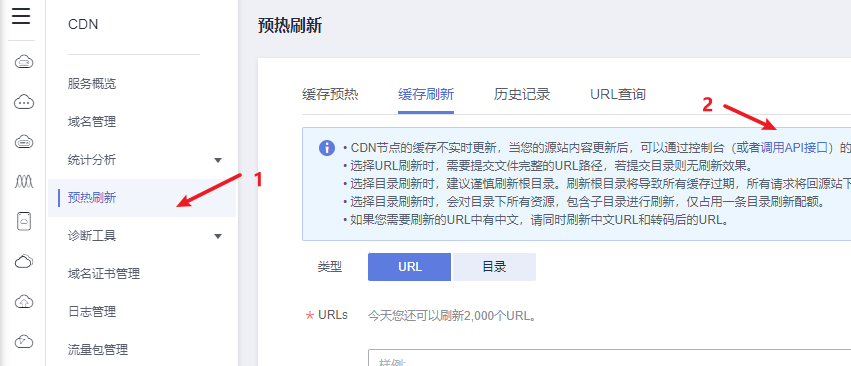 CDN
服务概览
域名管理
统计分析
预热刷新
诊断工具
域名证书管理
日志管理
流量包管理
1
预热刷新
缓存预热 缓存刷新 历史记录 URL查询
2
• CDN节点的缓存不实时更新，当您的源站内容更新后，可以通过控制台（或者调用API接口）的
• 选择URL刷新时，需要提交文件完整的URL路径，若提交目录则无刷新效果。
• 选择目录刷新时，建议谨慎刷新根目录。刷新根目录将导致所有缓存过期，所有请求将回源站下
• 选择目录刷新时，会对目录下所有资源，包含子目录进行刷新，仅占用一条目录刷新配额。
• 如果您需要刷新的URL中有中文，请同时刷新中文URL和转码后的URL。
类型 URL 目录
* URLs 今天您还可以刷新2,000个URL。
样例: